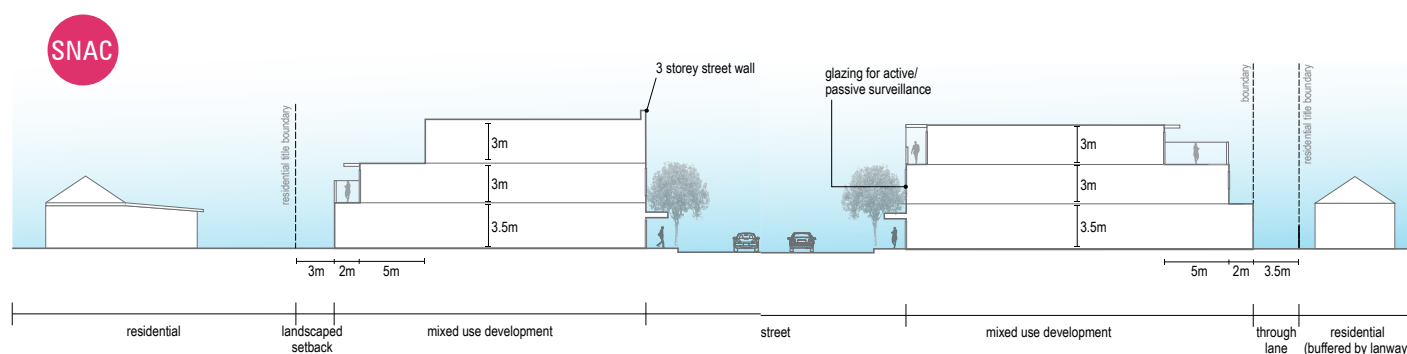 SNAC
3 storey street wall
glazing for active/
passive surveillance
residential title boundary
boundary
residential title boundary
3m
3m
3.5m
3m
3m
3.5m
3m
2m
5m
5m
2m
3.5m
residential
landscaped
setback
mixed use development
street
mixed use development
through
lane
residential
(buffered by lanway